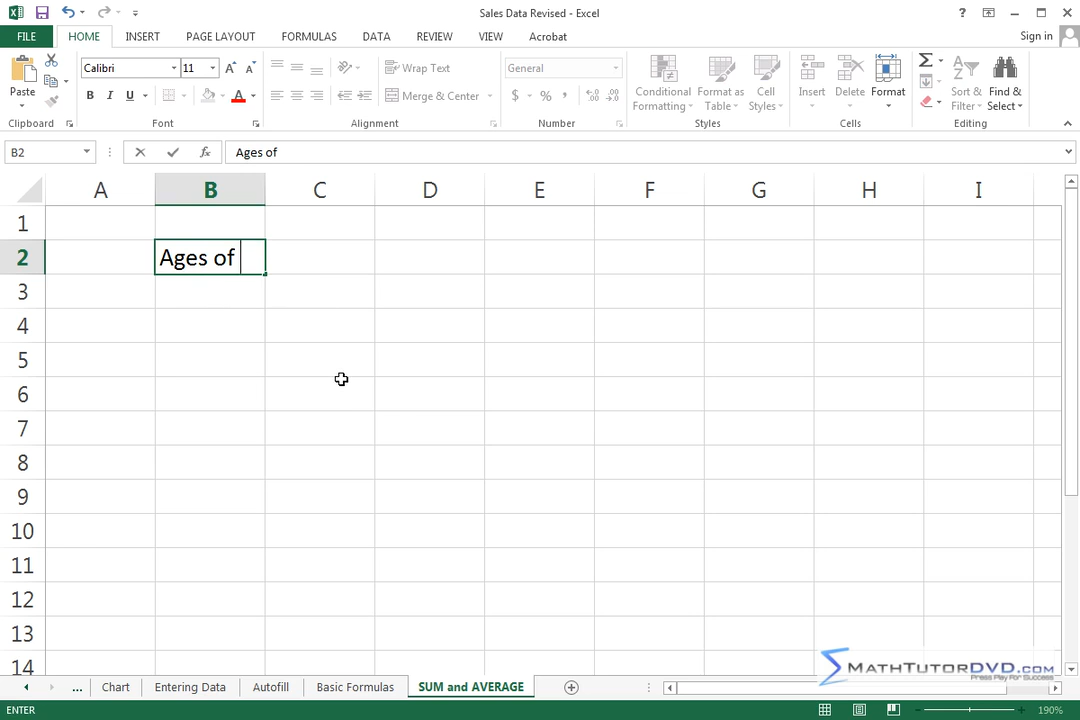 Sales Data Revised - Excel
? 
Sign in
FILE HOME INSERT PAGE LAYOUT FORMULAS DATA REVIEW VIEW Acrobat
Paste
Clipboard
Calibri 11 A A
B I U A
Font
Wrap Text
Merge & Center
Alignment
General
$ % , .00 .0
Number
Conditional Formatting
Format as Table
Cell Styles
Styles
Insert Delete Format
Cells
Σ
Sort & Filter
Find & Select
Editing
B2 fx Ages of
A B C D E F G H I
1
2 Ages of
3
4
5
6
7
8
9
10
11
12
13
14
MATHTUTORDVD.COM
Press Play For Success
... Chart Entering Data Autofill Basic Formulas SUM and AVERAGE
ENTER 190%